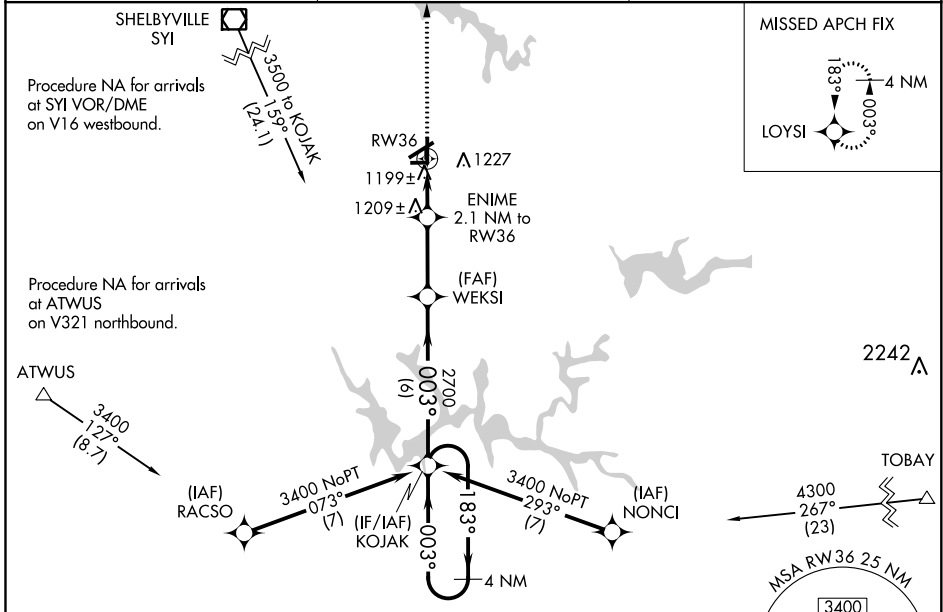 SHELBYVILLE
SYI
3500 to KOJAK
159°
(24.1)
Procedure NA for arrivals
at SYI VOR/DME
on V16 westbound.
MISSED APCH FIX
183°
4 NM
003°
LOYSI
RW36
1227
1199±
1209±
ENIME
2.1 NM to
RW36
Procedure NA for arrivals
at ATWUS
on V321 northbound.
(FAF)
WEKSI
2242
ATWUS
3400
127°
(8.7)
2700
003°
(6)
TOBAY
4300
267°
(23)
(IAF)
RACSO
3400 NoPT
073°
(7)
(IF/IAF)
KOJAK
3400 NoPT
293°
(7)
(IAF)
NONCI
003°
183°
4 NM
MSA RW36 25 NM
3400